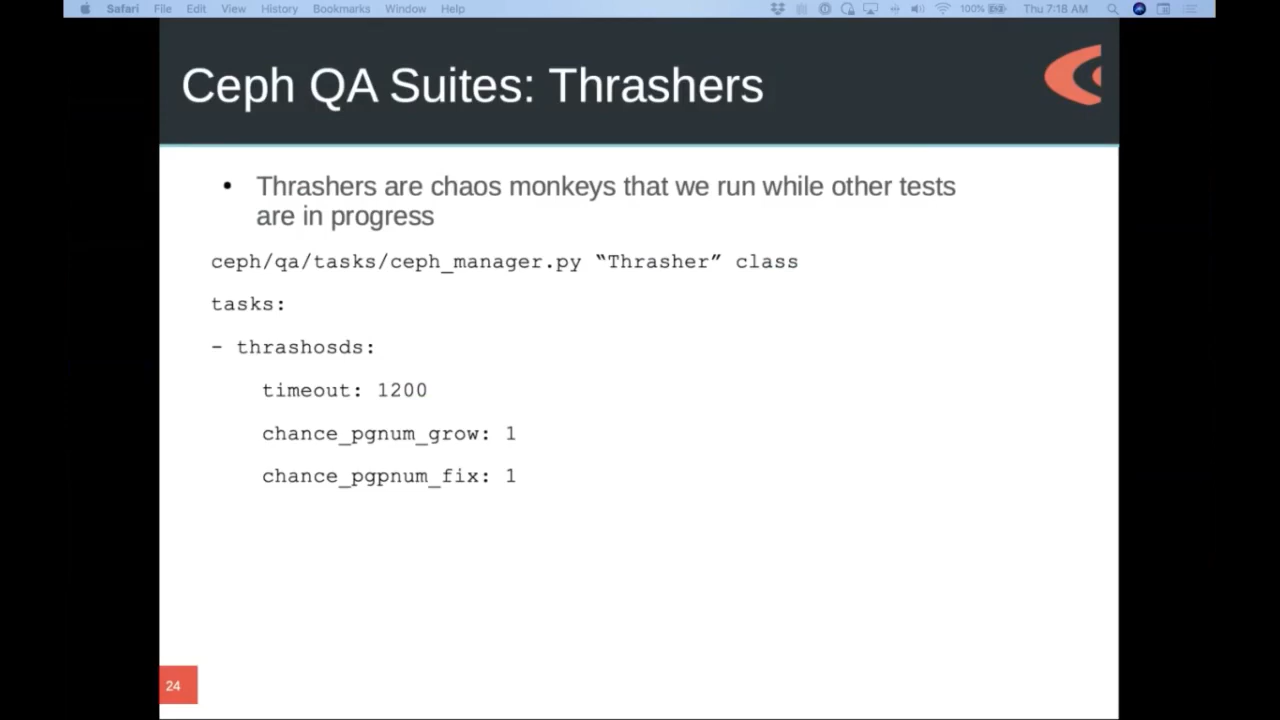 Safari File Edit View History Bookmarks Window Help 100% Thu 7:18 AM
Ceph QA Suites: Thrashers
• Thrashers are chaos monkeys that we run while other tests
are in progress
ceph/qa/tasks/ceph_manager.py “Thrasher” class
tasks:
- thrashosds:
timeout: 1200
chance_pgnum_grow: 1
chance_pgpnum_fix: 1
24